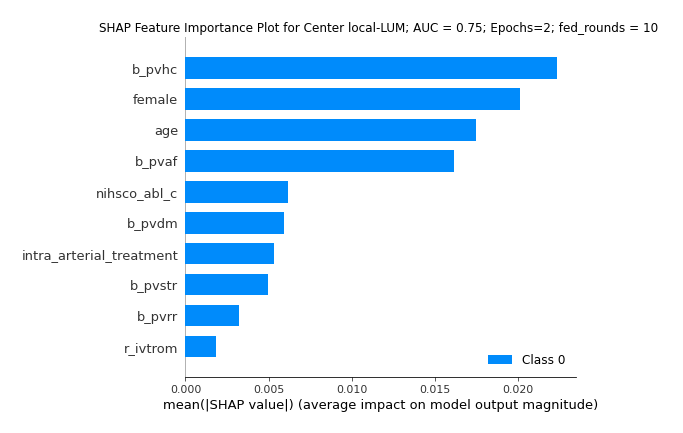 SHAP Feature Importance Plot for Center local-LUM; AUC = 0.75; Epochs=2; fed_rounds = 10
b_pvhc
female
age
b_pvaf
nihsco_abl_c
b_pvdm
intra_arterial_treatment
b_pvstr
b_pvrr
r_ivtrom
Class 0
0.000 0.005 0.010 0.015 0.020
mean(|SHAP value|) (average impact on model output magnitude)